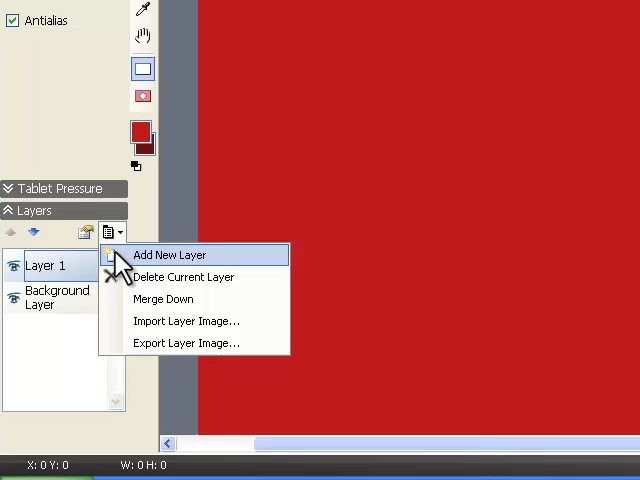 Antialias
Tablet Pressure
Layers
Add New Layer
Layer 1
Delete Current Layer
Background
Layer
Merge Down
Import Layer Image...
Export Layer Image...
X: 0 Y: 0
W: 0 H: 0